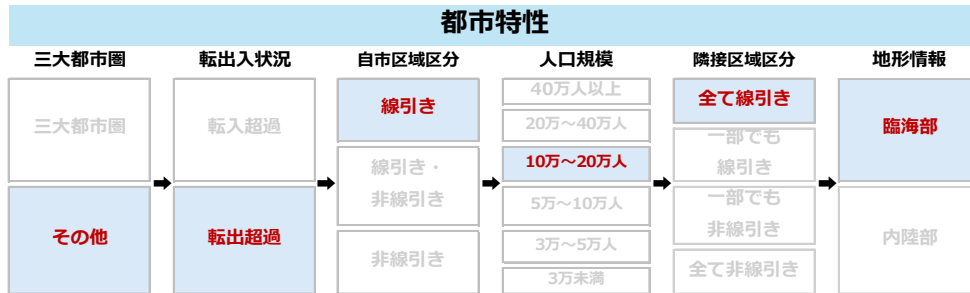 都市特性
三大都市圏
転出入状況
自市区域区分
人口規模
隣接区域区分
地形情報
三大都市圏
その他
転入超過
転出超過
線引き
線引き・
非線引き
非線引き
40万人以上
20万～40万人
10万～20万人
5万～10万人
3万～5万人
3万未満
全て線引き
一部でも
線引き
一部でも
非線引き
全て非線引き
臨海部
内陸部